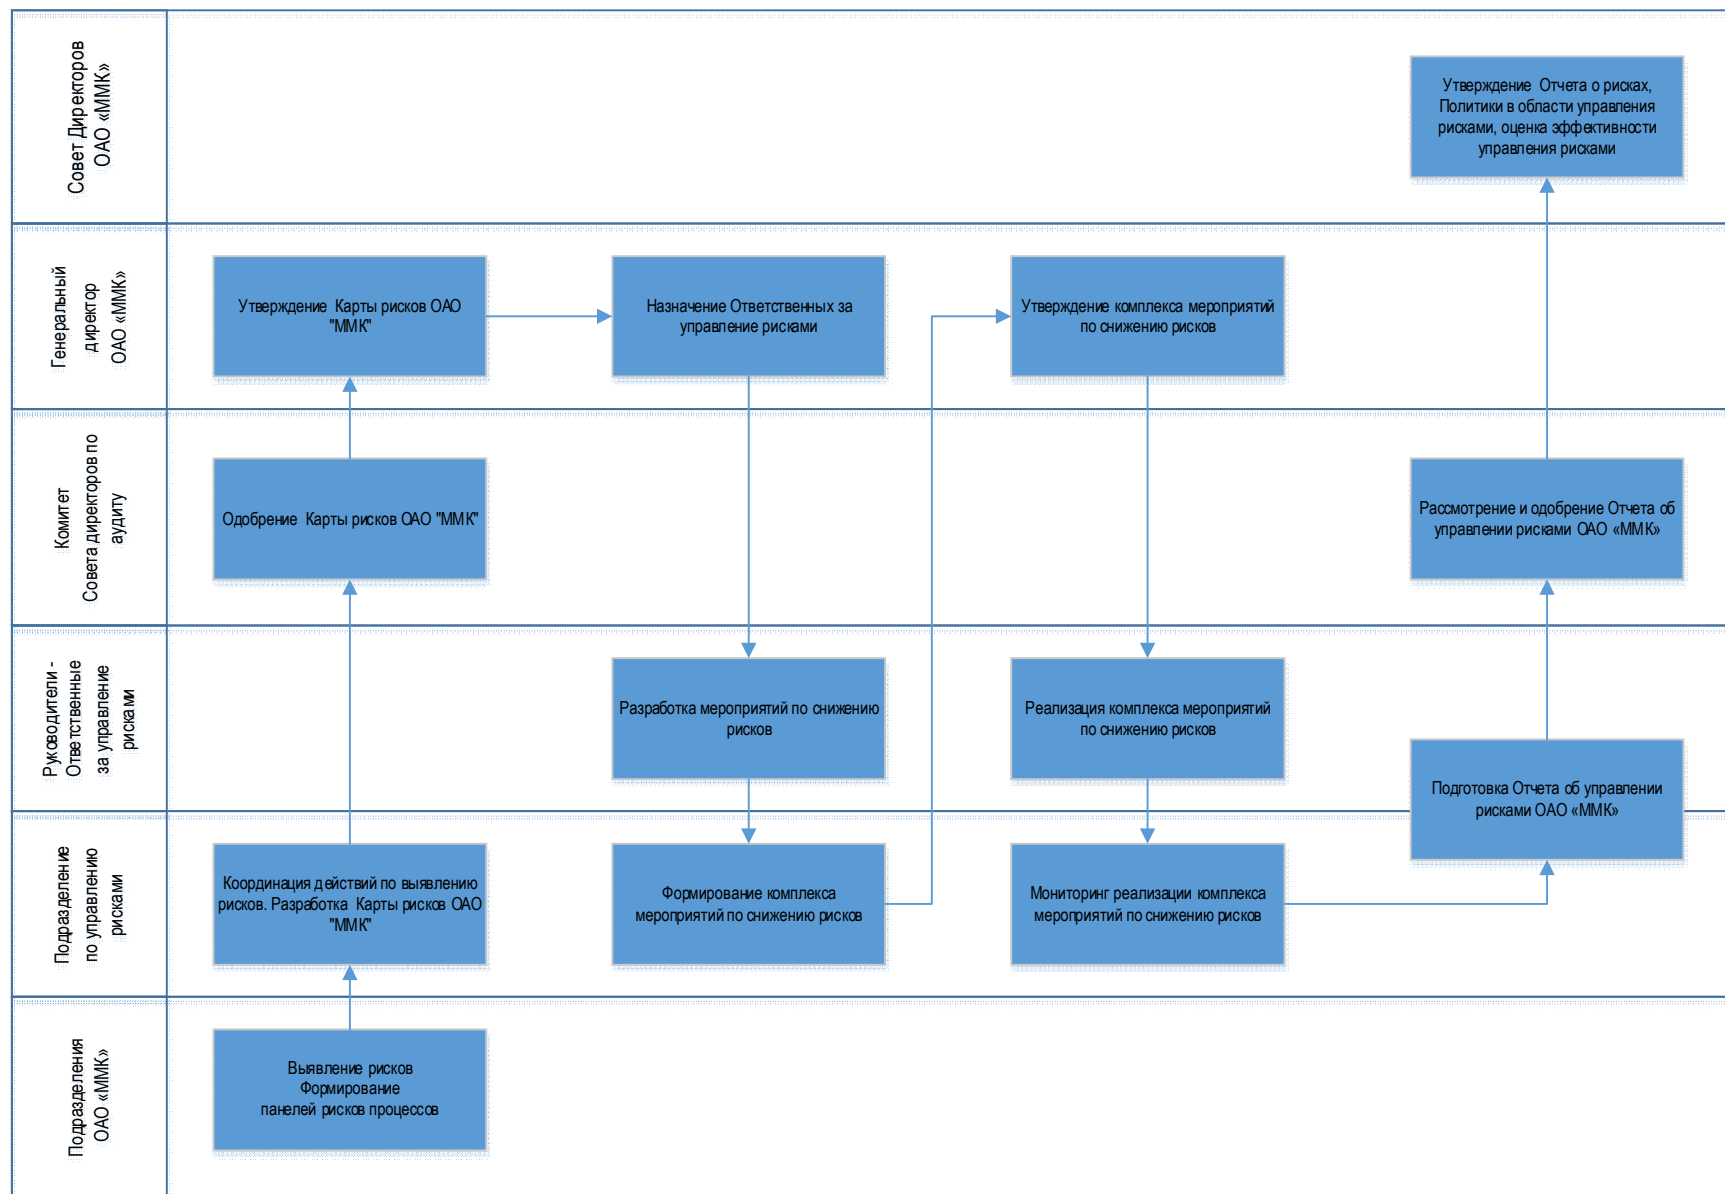 Совет Директоров
ОАО «ММК»
Утверждение Отчета о рисках,
Политики в области управления
рисками, оценка эффективности
управления рисками
Генеральный
директор
ОАО «ММК»
Утверждение Карты рисков ОАО
"ММК"
Назначение Ответственных за
управление рисками
Утверждение комплекса мероприятий
по снижению рисков
Комитет
Совета директоров по
аудиту
Одобрение Карты рисков ОАО "ММК"
Рассмотрение и одобрение Отчета об
управлении рисками ОАО «ММК»
Руководители -
Ответственные
за управление
рисками
Разработка мероприятий по снижению
рисков
Реализация комплекса мероприятий
по снижению рисков
Подготовка Отчета об управлении
рисками ОАО «ММК»
Подразделение
по управлению
рисками
Координация действий по выявлению
рисков. Разработка Карты рисков ОАО
"ММК"
Формирование комплекса
мероприятий по снижению рисков
Мониторинг реализации комплекса
мероприятий по снижению рисков
Подразделения
ОАО «ММК»
Выявление рисков
Формирование
панелей рисков процессов